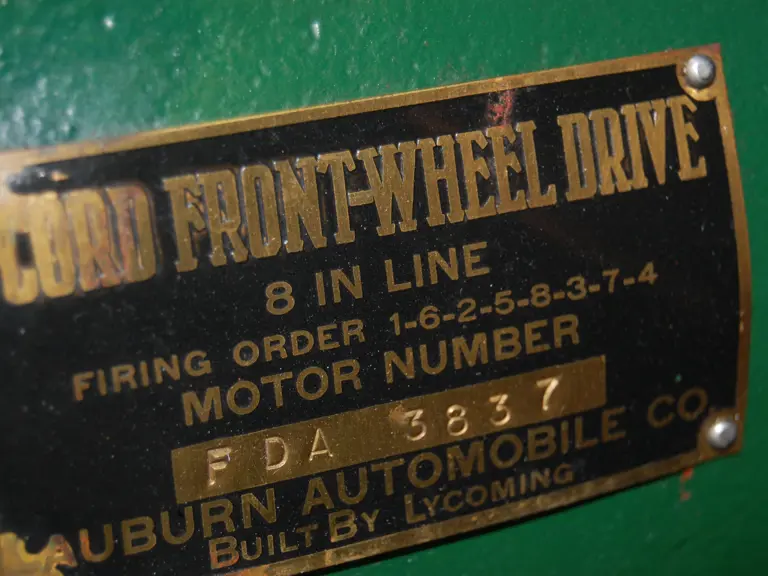 CORD FRONT-WHEEL DRIVE
8 IN LINE
FIRING ORDER 1-6-2-5-8-3-7-4
MOTOR NUMBER
FDA 3837
AUBURN AUTOMOBILE CO.
BUILT BY LYCOMING